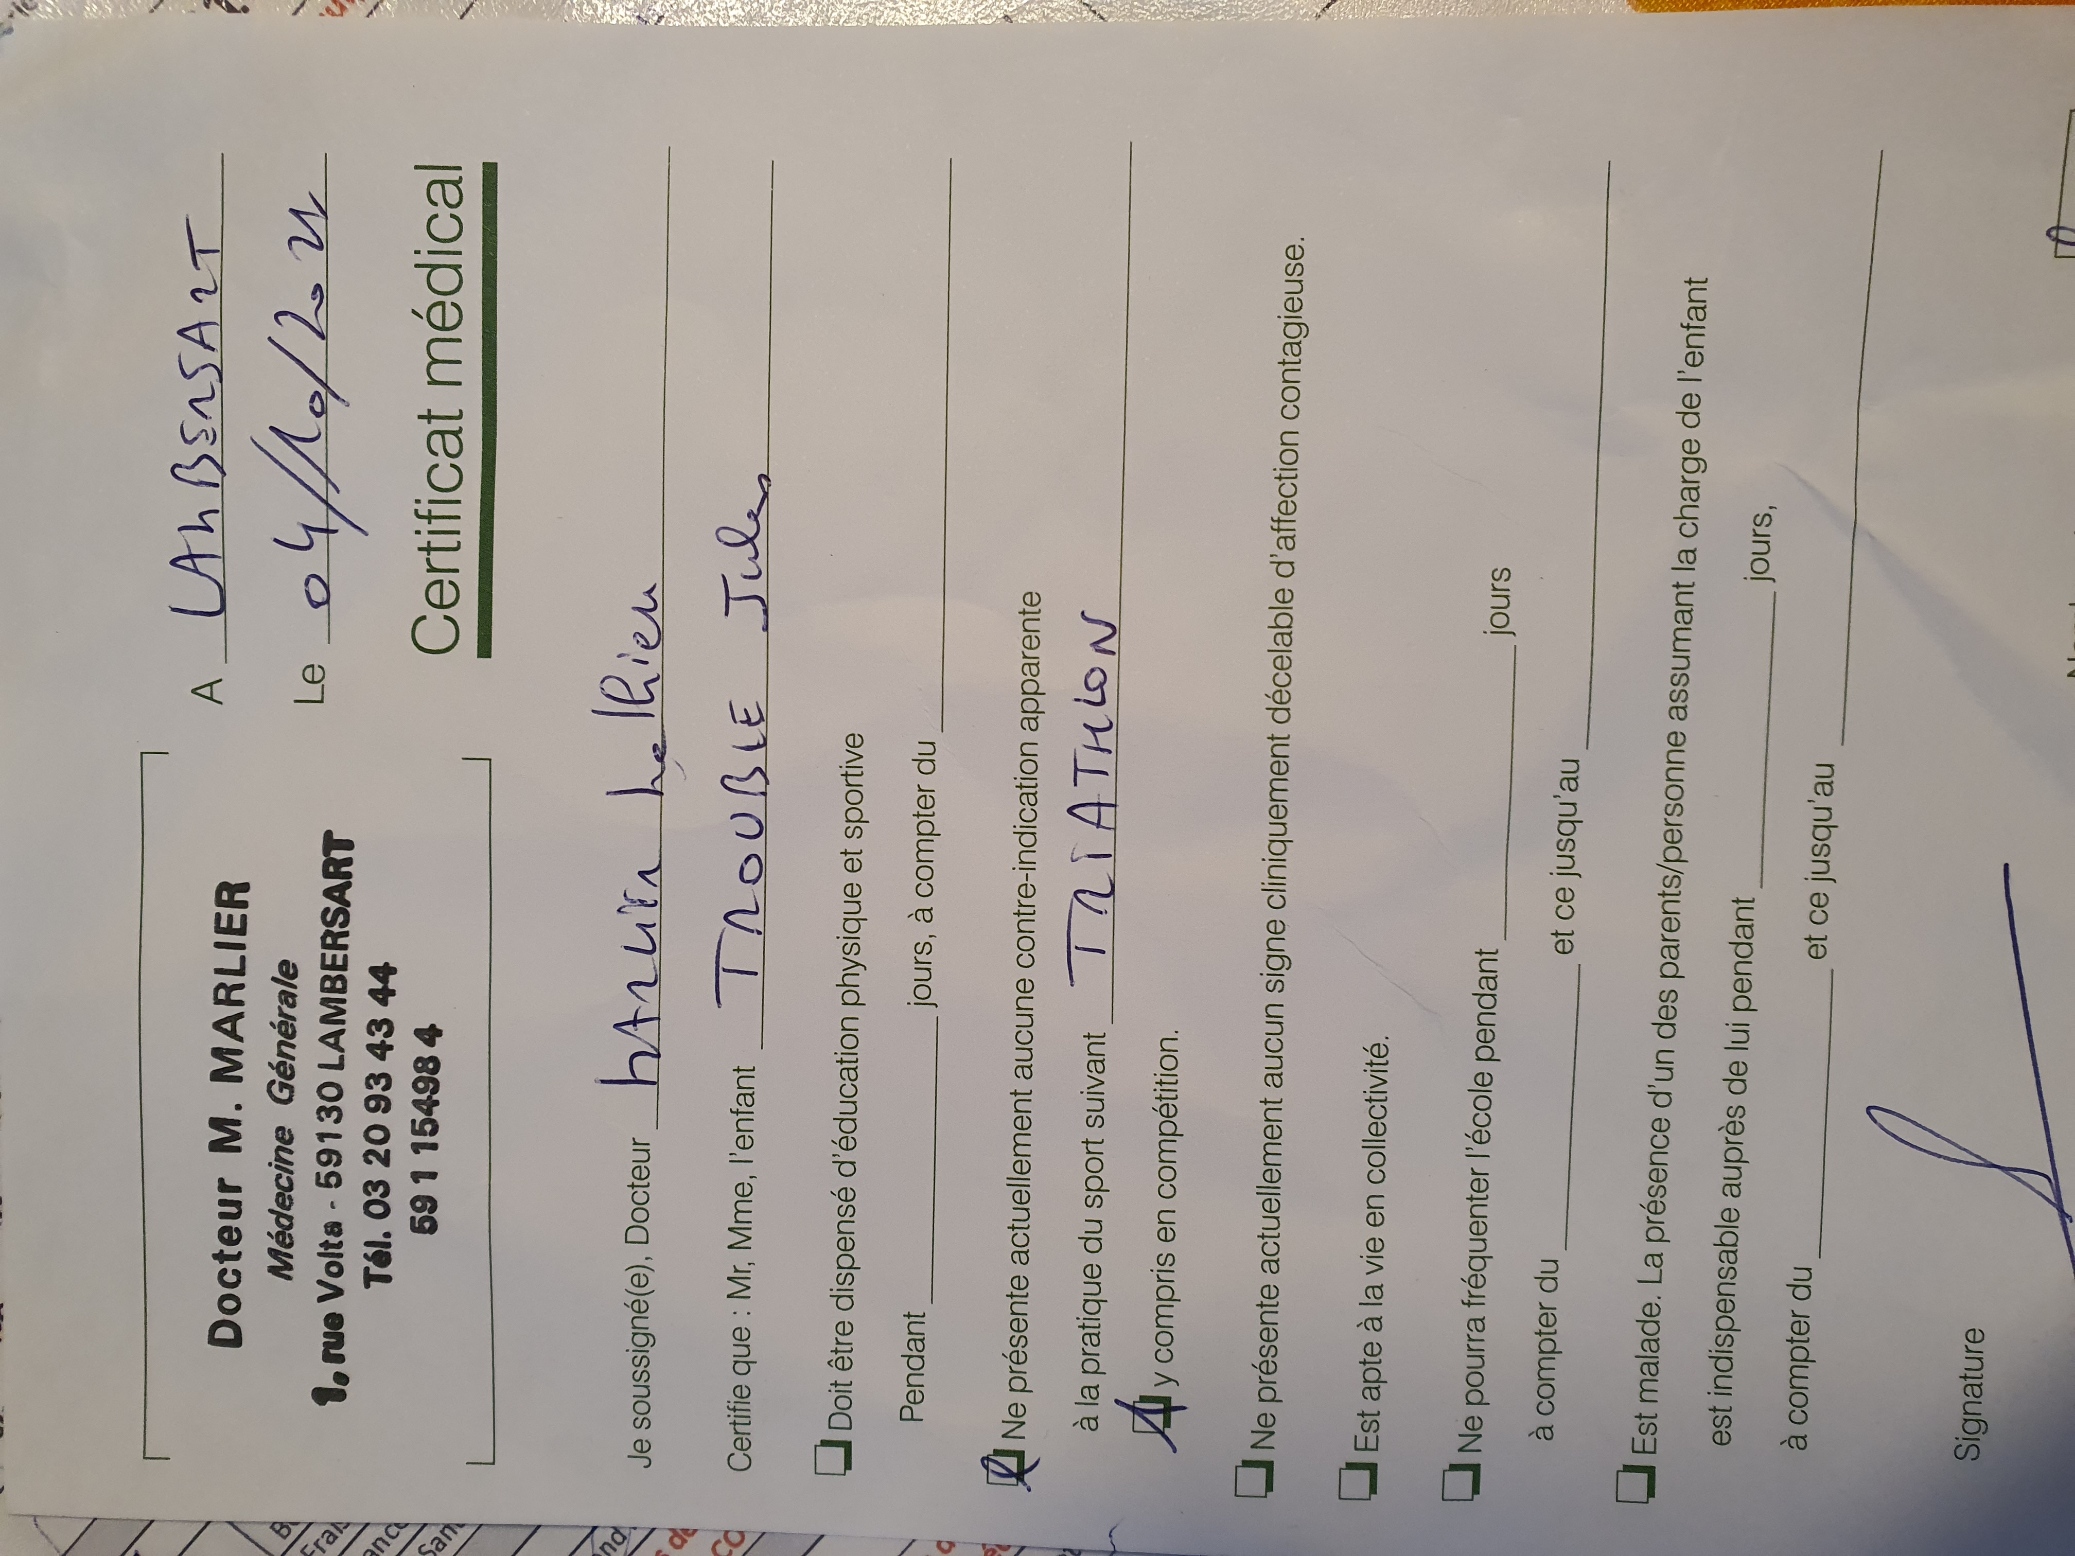 Docteur M. MARLIER
Médecine Générale
1, rue Volta - 59130 LAMBERSART
Tél. 03 20 93 43 44
59 1 15498 4
A LAMBERSART
Le 04/10/2021
Certificat médical
Je soussigné(e), Docteur MARLIER
Certifie que : Mr, Mme, l'enfant TROUBLE Jules
Doit être dispensé d'éducation physique et sportive
Pendant jours, à compter du
Ne présente actuellement aucune contre-indication apparente
à la pratique du sport suivant TRIATHLON
y compris en compétition.
Ne présente actuellement aucun signe cliniquement décelable d'affection contagieuse.
Est apte à la vie en collectivité.
Ne pourra fréquenter l'école pendant jours
à compter du et ce jusqu'au
Est malade. La présence d'un des parents/personne assumant la charge de l'enfant
est indispensable auprès de lui pendant jours,
à compter du et ce jusqu'au
Signature